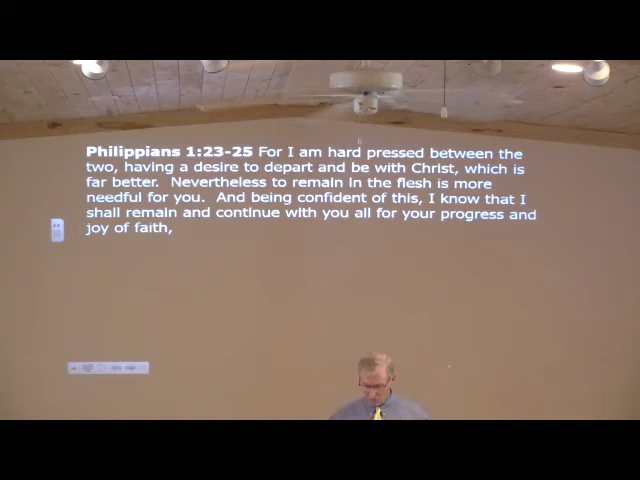 Philippians 1:23-25 For I am hard pressed between the
two, having a desire to depart and be with Christ, which is
far better. Nevertheless to remain in the flesh is more
needful for you. And being confident of this, I know that I
shall remain and continue with you all for your progress and
joy of faith,